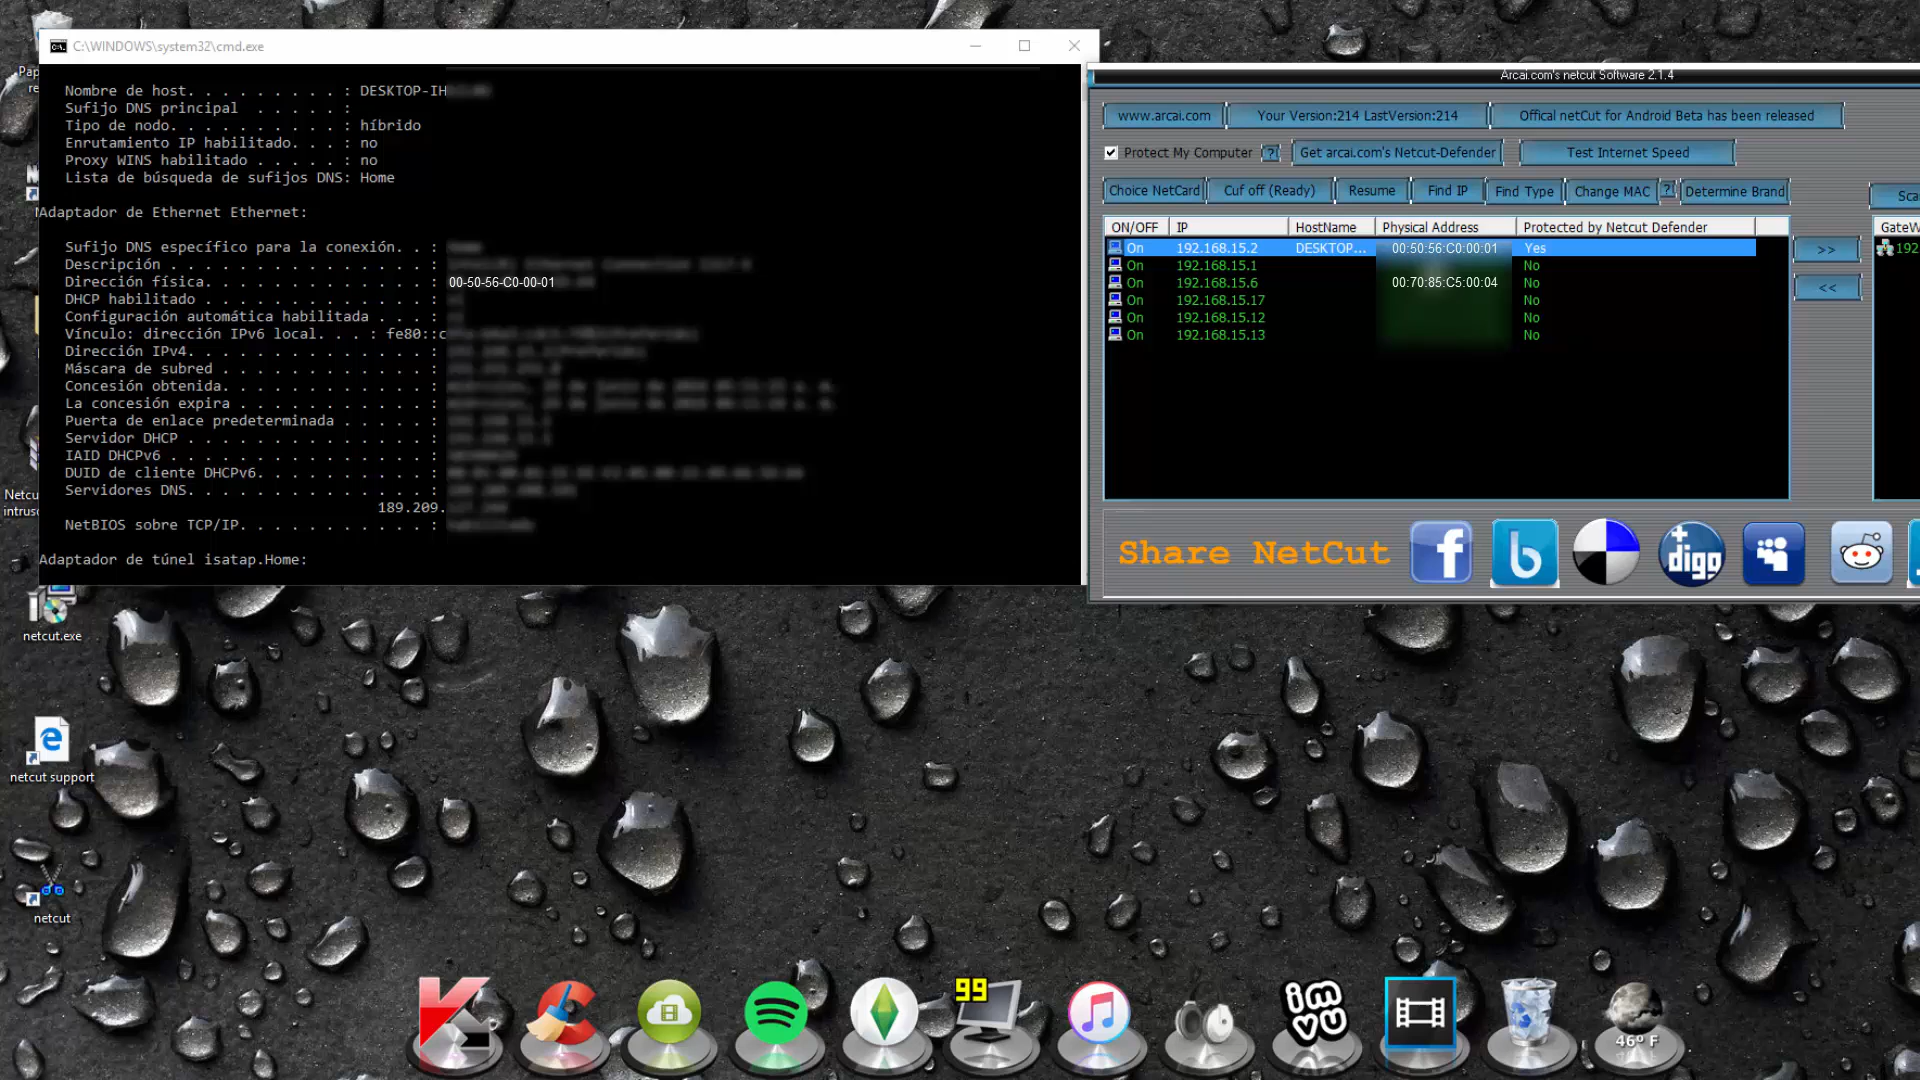 C:\WINDOWS\system32\cmd.exe
Nombre de host. . . . . . . . . : DESKTOP-IH
Sufijo DNS principal . . . . . :
Tipo de nodo. . . . . . . . . . : híbrido
Enrutamiento IP habilitado. . . : no
Proxy WINS habilitado . . . . . : no
Lista de búsqueda de sufijos DNS: Home
Adaptador de Ethernet Ethernet:
Sufijo DNS específico para la conexión. . :
Descripción . . . . . . . . . . . . . . . :
Dirección física. . . . . . . . . . . . . : 00-50-56-C0-00-01
DHCP habilitado . . . . . . . . . . . . . :
Configuración automática habilitada . . . :
Vínculo: dirección IPv6 local. . . : fe80::c
Dirección IPv4. . . . . . . . . . . . . . :
Máscara de subred . . . . . . . . . . . . :
Concesión obtenida. . . . . . . . . . . . :
La concesión expira . . . . . . . . . . . :
Puerta de enlace predeterminada . . . . . :
Servidor DHCP . . . . . . . . . . . . . . :
IAID DHCPv6 . . . . . . . . . . . . . . . :
DUID de cliente DHCPv6. . . . . . . . . . :
Servidores DNS. . . . . . . . . . . . . . :
189.209.
NetBIOS sobre TCP/IP. . . . . . . . . . . :
Adaptador de túnel isatap.Home:
Arcai.com's netcut Software 2.1.4
www.arcai.com Your Version:214 LastVersion:214 Offical netCut for Android Beta has been released
Protect My Computer ? Get arcai.com's Netcut-Defender Test Internet Speed
Choice NetCard Cuf off (Ready) Resume Find IP Find Type Change MAC ? Determine Brand Sca
ON/OFF IP HostName Physical Address Protected by Netcut Defender GateW
On 192.168.15.2 DESKTOP... 00:50:56:C0:00:01 Yes >> 192
On 192.168.15.1 No
On 192.168.15.6 00:70:85:C5:00:04 No <<
On 192.168.15.17 No
On 192.168.15.12 No
On 192.168.15.13 No
Share NetCut f b digg
Pap
re
N
Netcu
intrus
netcut.exe
netcut support
netcut
99
imvu
46º F